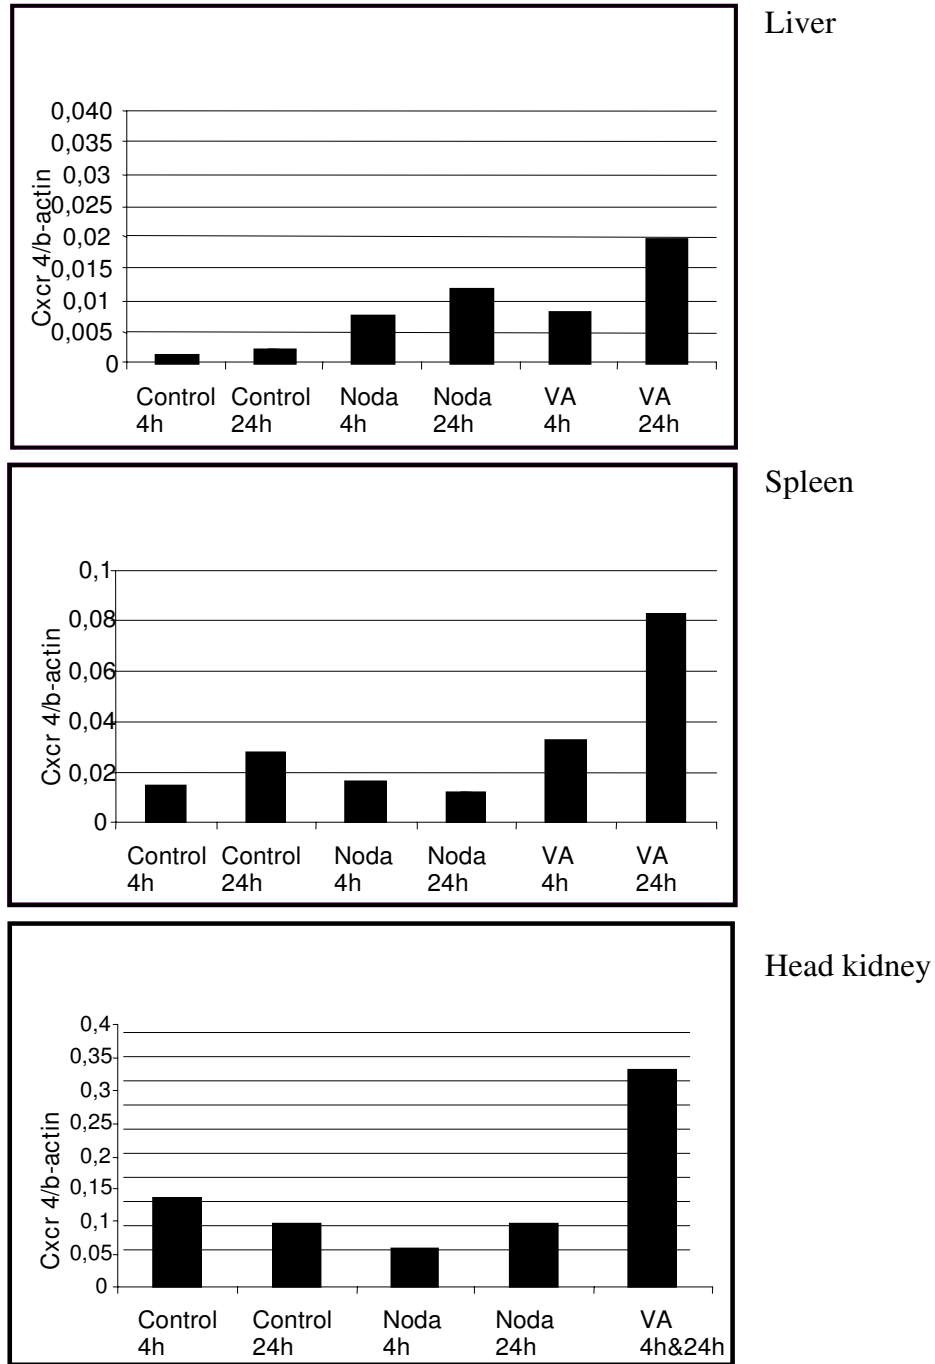 Liver
0,040
0,035
0,03
0,025
0,02
0,015
0,01
0,005
0
Cxcr 4/b-actin
Control Control Noda Noda VA VA
4h 24h 4h 24h 4h 24h
Spleen
0,1
0,08
0,06
0,04
0,02
0
Cxcr 4/b-actin
Control Control Noda Noda VA VA
4h 24h 4h 24h 4h 24h
Head kidney
0,4
0,35
0,3
0,25
0,2
0,15
0,1
0,05
0
Cxcr 4/b-actin
Control Control Noda Noda VA
4h 24h 4h 24h 4h&24h